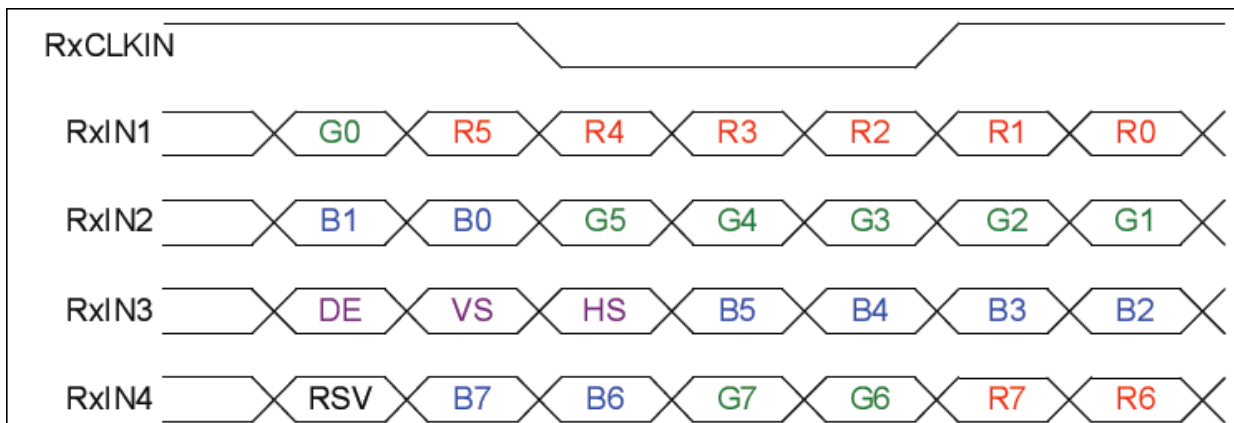 RxCLKIN
RxIN1 G0 R5 R4 R3 R2 R1 R0
RxIN2 B1 B0 G5 G4 G3 G2 G1
RxIN3 DE VS HS B5 B4 B3 B2
RxIN4 RSV B7 B6 G7 G6 R7 R6